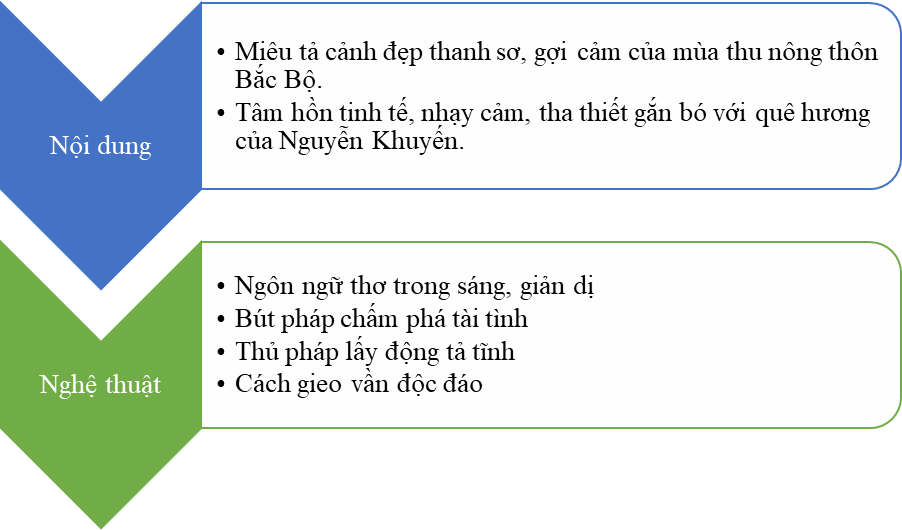 Nội dung
• Miêu tả cảnh đẹp thanh sơ, gợi cảm của mùa thu nông thôn
Bắc Bộ.
• Tâm hồn tinh tế, nhạy cảm, tha thiết gắn bó với quê hương
của Nguyễn Khuyến.
Nghệ thuật
• Ngôn ngữ thơ trong sáng, giản dị
• Bút pháp chấm phá tài tình
• Thủ pháp lấy động tả tĩnh
• Cách gieo vần độc đáo